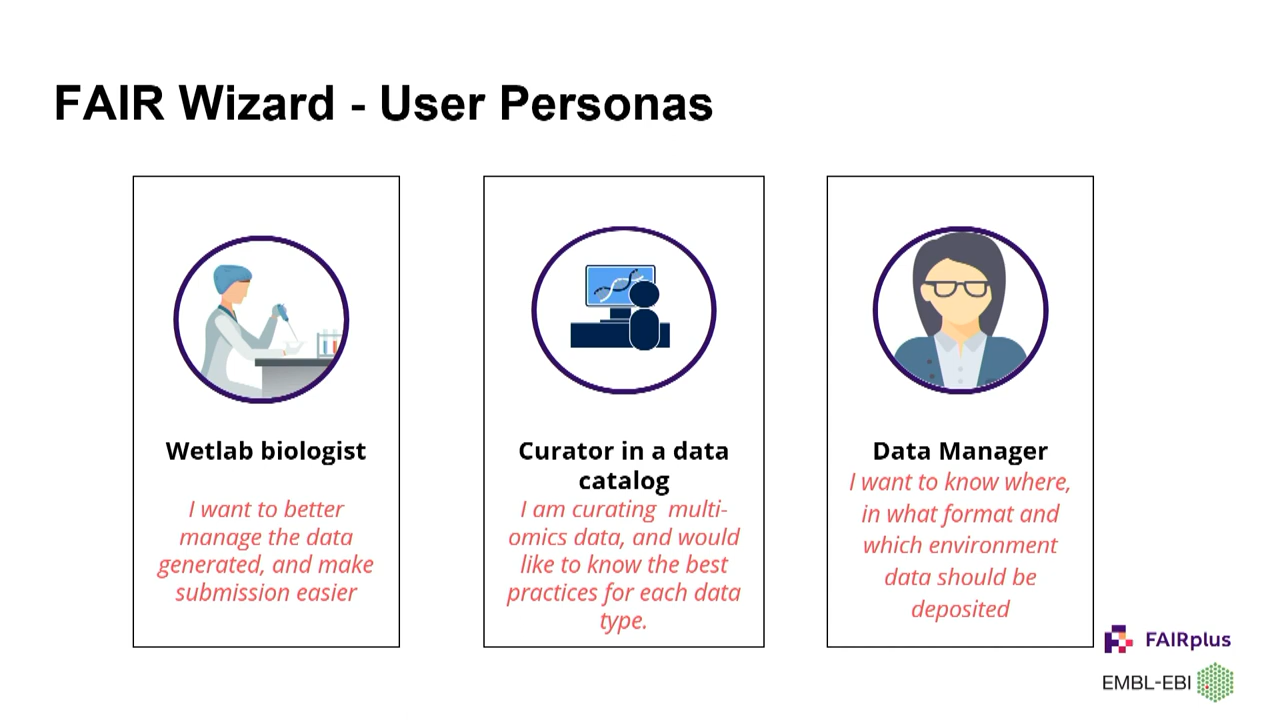 FAIR Wizard - User Personas
Wetlab biologist
I want to better
manage the data
generated, and make
submission easier
Curator in a data
catalog
I am curating  multi-
omics data, and would
like to know the best
practices for each data
type.
Data Manager
I want to know where,
in what format and
which environment
data should be
deposited
FAIRplus
EMBL-EBI